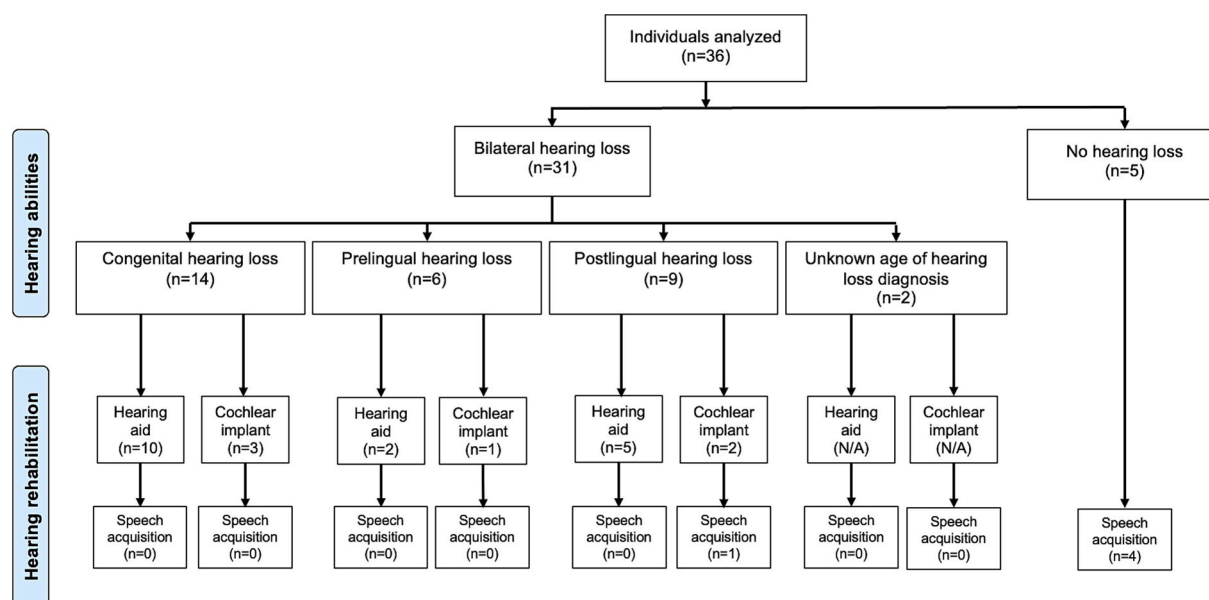 Individuals analyzed
(n=36)
Hearing abilities
Bilateral hearing loss
(n=31)
No hearing loss
(n=5)
Congenital hearing loss
(n=14)
Prelingual hearing loss
(n=6)
Postlingual hearing loss
(n=9)
Unknown age of hearing
loss diagnosis
(n=2)
Hearing rehabilitation
Hearing
aid
(n=10)
Cochlear
implant
(n=3)
Hearing
aid
(n=2)
Cochlear
implant
(n=1)
Hearing
aid
(n=5)
Cochlear
implant
(n=2)
Hearing
aid
(N/A)
Cochlear
implant
(N/A)
Speech
acquisition
(n=0)
Speech
acquisition
(n=0)
Speech
acquisition
(n=0)
Speech
acquisition
(n=0)
Speech
acquisition
(n=0)
Speech
acquisition
(n=1)
Speech
acquisition
(n=0)
Speech
acquisition
(n=0)
Speech
acquisition
(n=4)